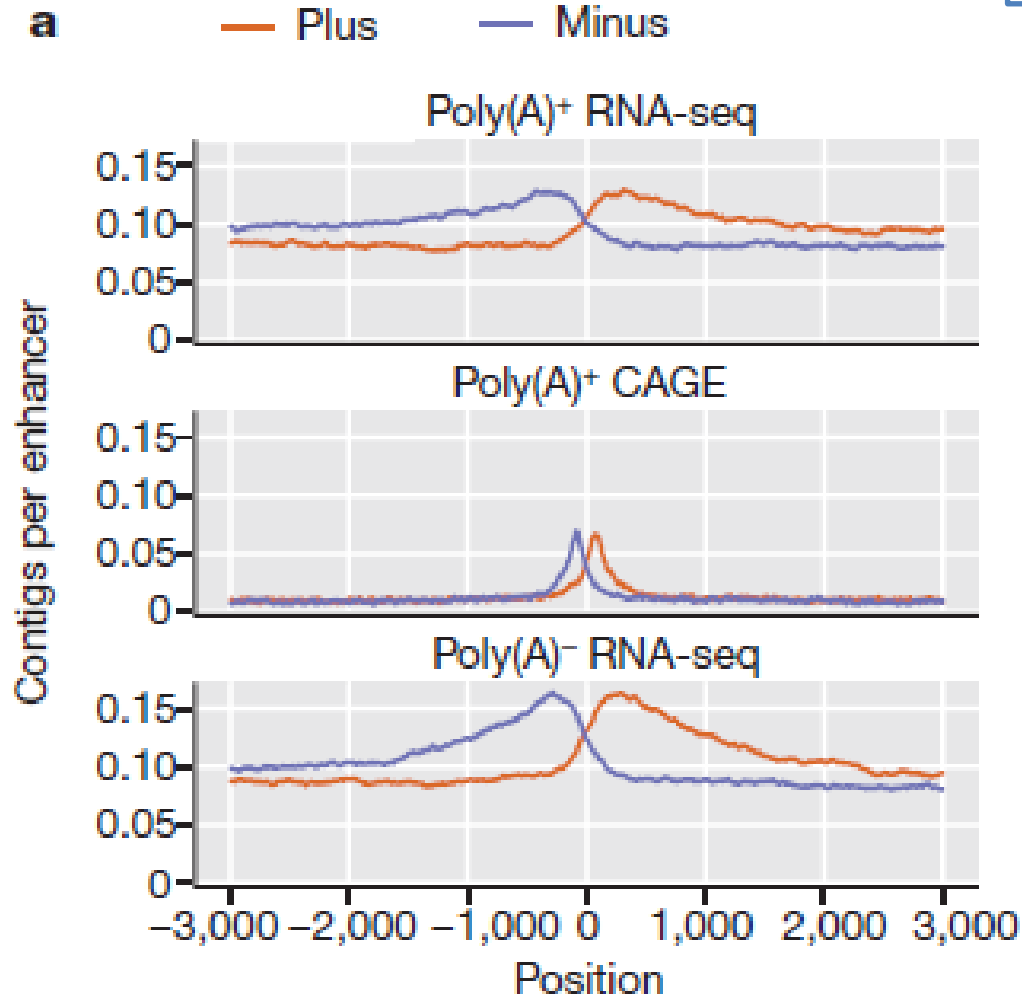 a Plus Minus
Poly(A)⁺ RNA-seq
0.15
0.10
0.05
0
Poly(A)⁺ CAGE
0.15
0.10
0.05
0
Contigs per enhancer
Poly(A)⁻ RNA-seq
0.15
0.10
0.05
0
−3,000 −2,000 −1,000 0 1,000 2,000 3,000
Position